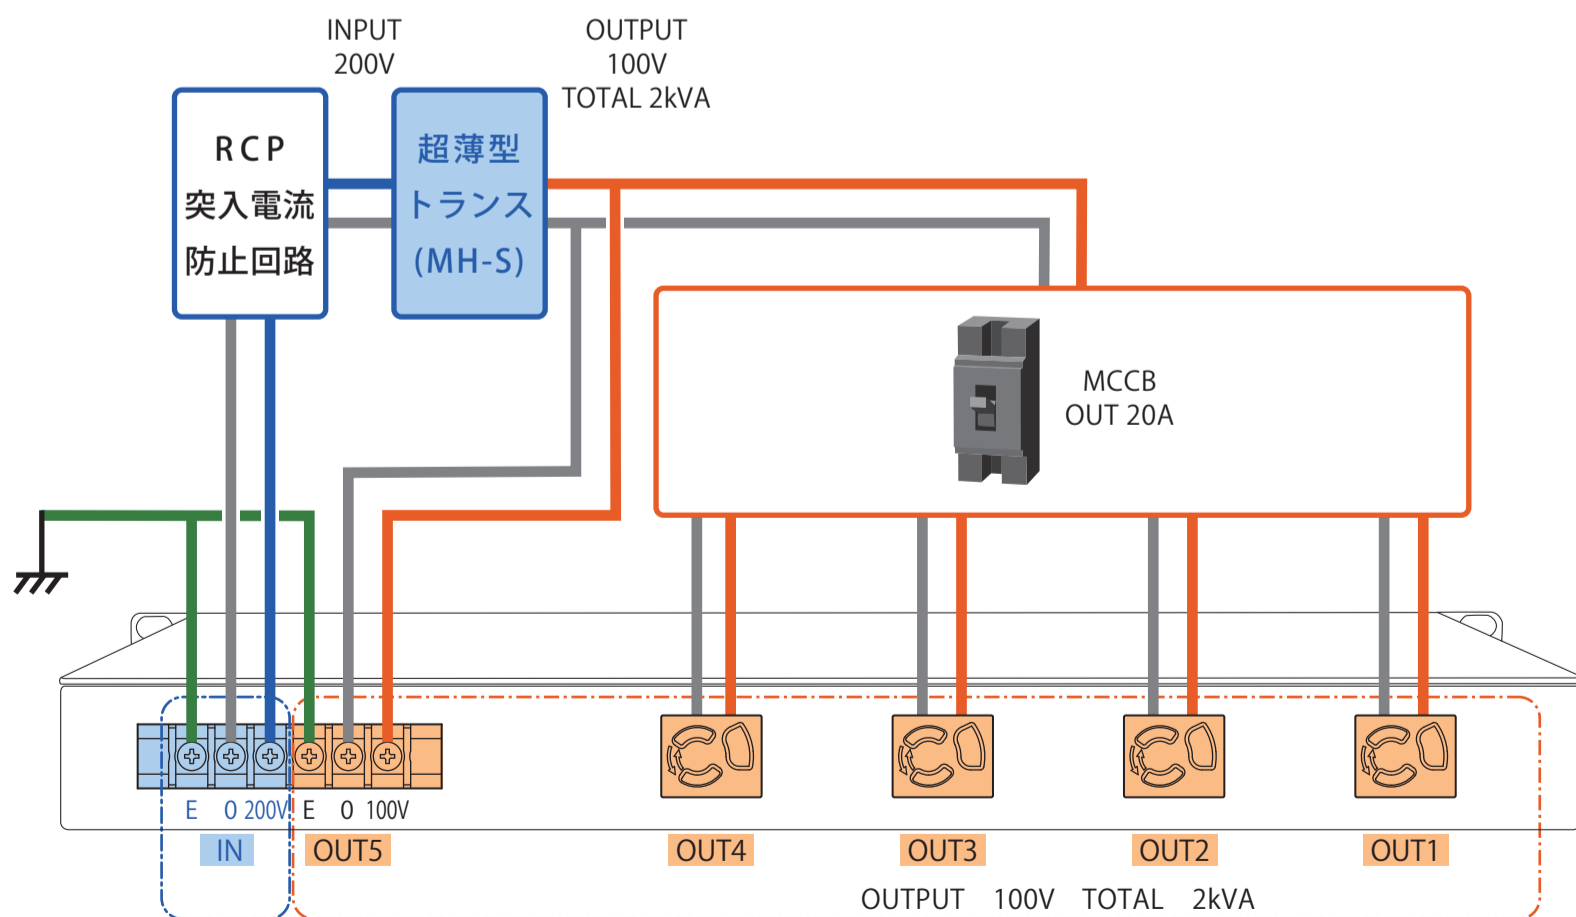 INPUT
200V
OUTPUT
100V
TOTAL 2kVA
RCP
突入電流
防止回路
超薄型
トランス
(MH-S)
MCCB
OUT 20A
E O 200V E O 100V
IN OUT5 OUT4 OUT3 OUT2 OUT1
OUTPUT 100V TOTAL 2kVA